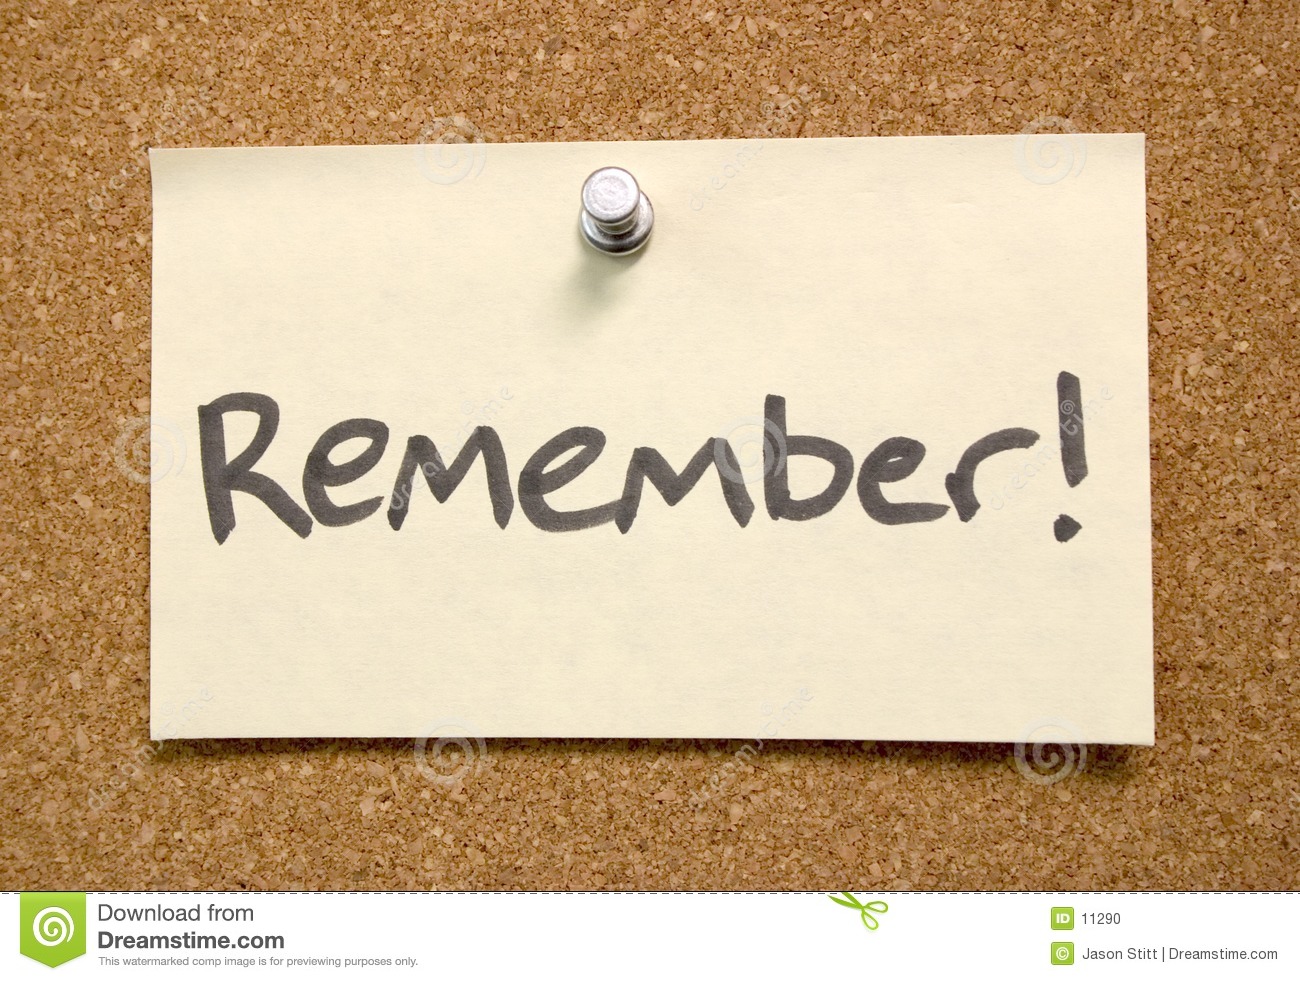 Remember!
Download from
Dreamstime.com
This watermarked comp image is for previewing purposes only.
ID 11290
© Jason Stitt | Dreamstime.com